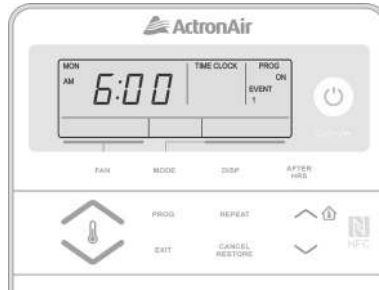 ActronAir
MON TIME CLOCK PROG
AM 6:00 ON
EVENT
1
FAN MODE DISP AFTER
HRS
PROG REPEAT
EXIT CANCEL
RESTORE
NFC